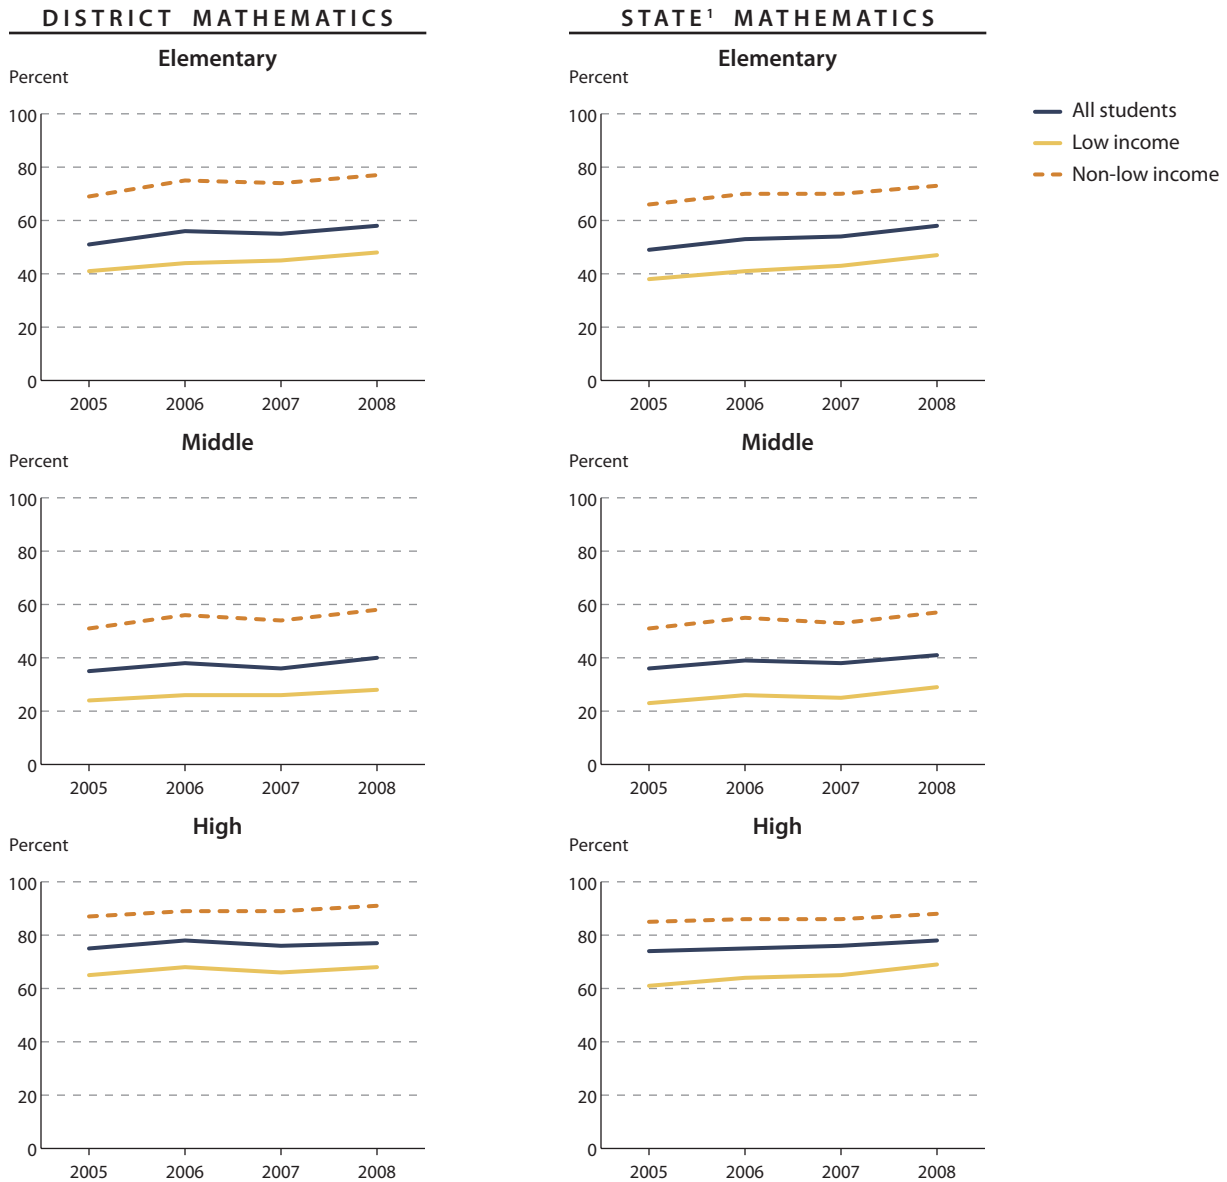 DISTRICT MATHEMATICS
Elementary
Percent
100
80
60
40
20
0
2005 2006 2007 2008
Middle
Percent
100
80
60
40
20
0
2005 2006 2007 2008
High
Percent
100
80
60
40
20
0
2005 2006 2007 2008
STATE¹ MATHEMATICS
Elementary
Percent
100
80
60
40
20
0
2005 2006 2007 2008
Middle
Percent
100
80
60
40
20
0
2005 2006 2007 2008
High
Percent
100
80
60
40
20
0
2005 2006 2007 2008
All students
Low income
Non-low income